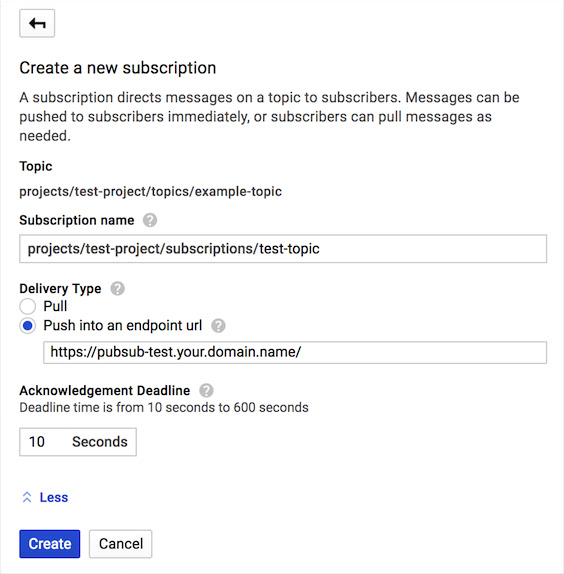 Create a new subscription
A subscription directs messages on a topic to subscribers. Messages can be
pushed to subscribers immediately, or subscribers can pull messages as
needed.
Topic
projects/test-project/topics/example-topic
Subscription name ?
projects/test-project/subscriptions/test-topic
Delivery Type ?
Pull
Push into an endpoint url ?
https://pubsub-test.your.domain.name/
Acknowledgement Deadline ?
Deadline time is from 10 seconds to 600 seconds
10 Seconds
Less
Create Cancel